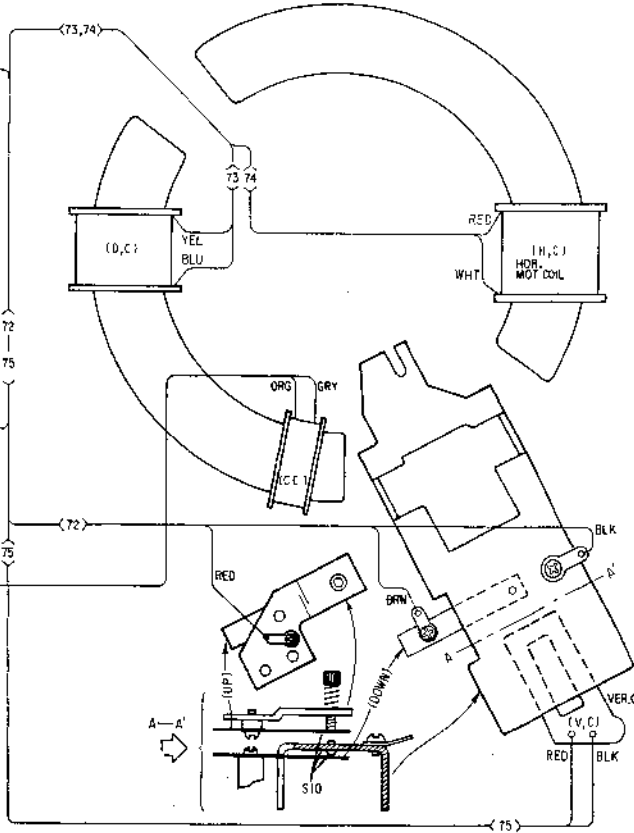 73,74
73 74
YEL
BLU
(D,C)
RED
WHT
(H,C)
HOR.
MOT COIL
72
75
ORG
GRY
72
BLK
75
RED
BRN
A'
A
(UP)
(DOWN)
A—A'
VER.
(V,C)
RED
BLK
S10
75